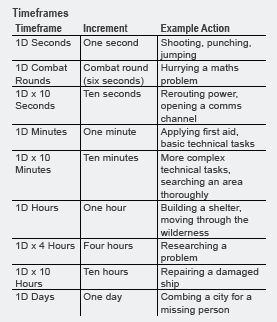 Timeframes
Timeframe Increment Example Action
1D Seconds One second Shooting, punching,
jumping
1D Combat Combat round Hurrying a maths
Rounds (six seconds) problem
1D x 10 Ten seconds Rerouting power,
Seconds opening a comms
channel
1D Minutes One minute Applying first aid,
basic technical tasks
1D x 10 Ten minutes More complex
Minutes technical tasks,
searching an area
thoroughly
1D Hours One hour Building a shelter,
moving through the
wilderness
1D x 4 Hours Four hours Researching a
problem
1D x 10 Ten hours Repairing a damaged
Hours ship
1D Days One day Combing a city for a
missing person